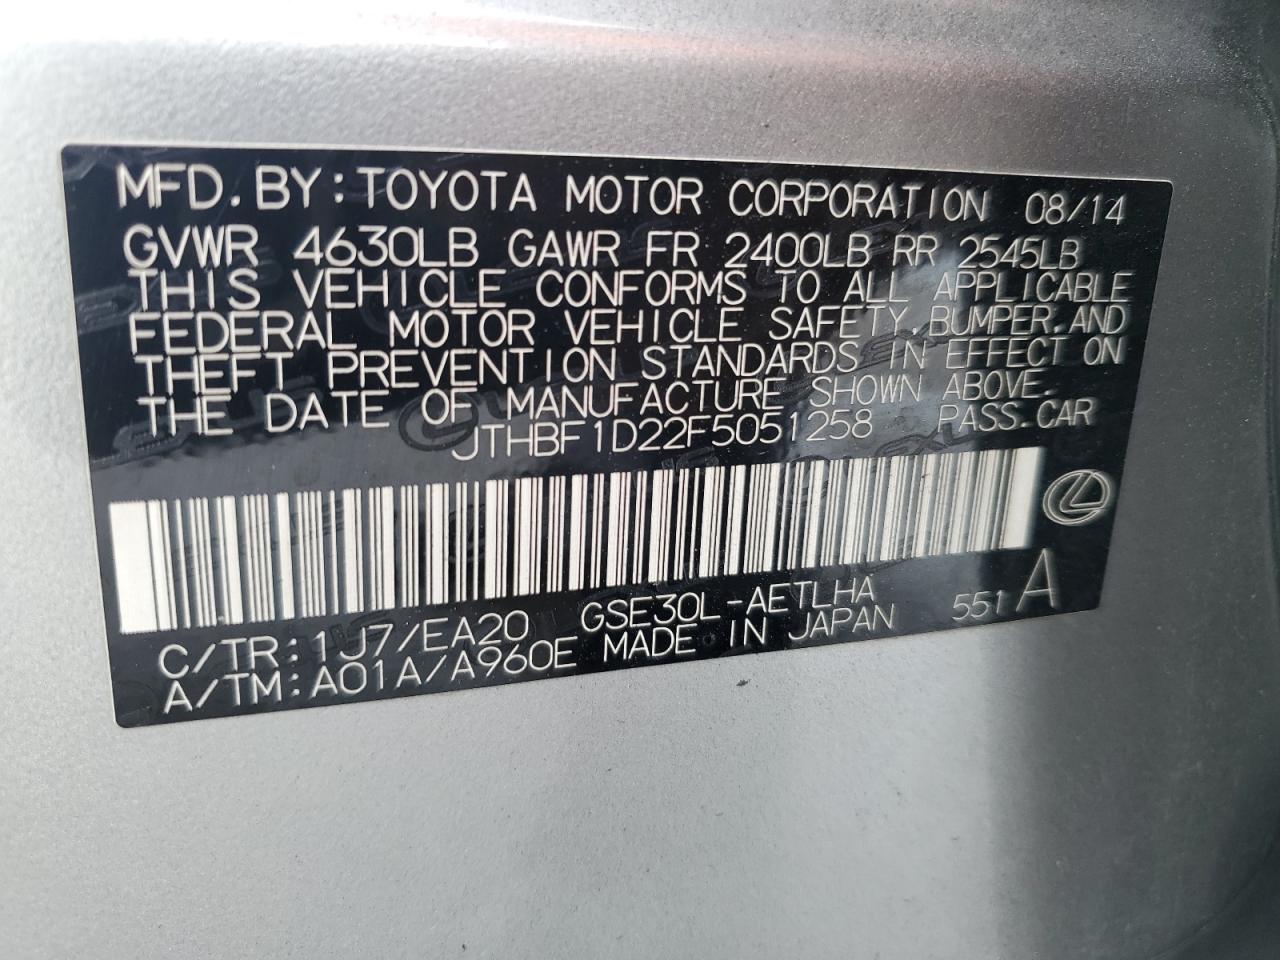 MFD. BY: TOYOTA MOTOR CORPORATION 08/14
GVWR 4630LB GAWR FR 2400LB RR 2545LB
THIS VEHICLE CONFORMS TO ALL APPLICABLE
FEDERAL MOTOR VEHICLE SAFETY, BUMPER, AND
THEFT PREVENTION STANDARDS IN EFFECT ON
THE DATE OF MANUFACTURE SHOWN ABOVE.
JTHBF1D22F5051258 PASS. CAR
C/TR: 1J7/EA20 GSE30L-AETLHA
A/TM: A01A/A960E MADE IN JAPAN 551 A